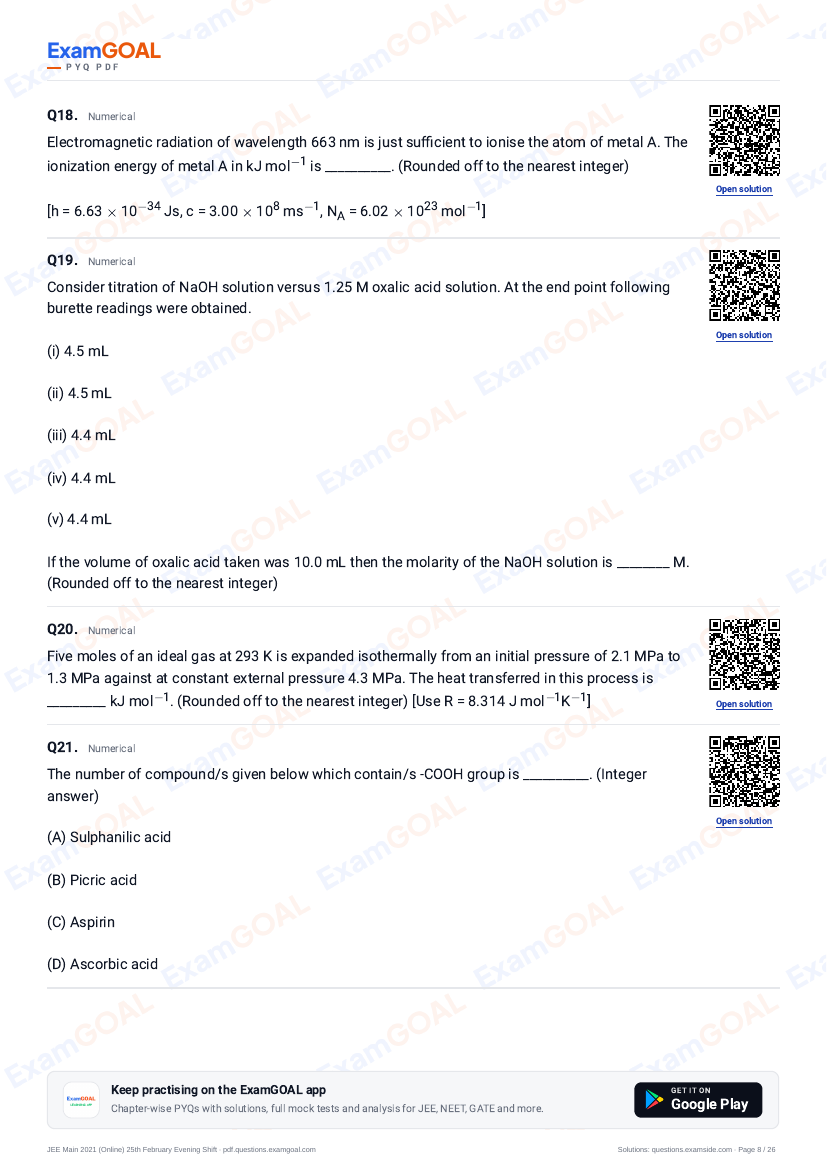 ExamGOAL
PYQ PDF
Q18. Numerical
Electromagnetic radiation of wavelength 663 nm is just sufficient to ionise the atom of metal A. The
ionization energy of metal A in kJ mol⁻¹ is __________. (Rounded off to the nearest integer)
[h = 6.63 × 10⁻³⁴ Js, c = 3.00 × 10⁸ ms⁻¹, N_A = 6.02 × 10²³ mol⁻¹]
Open solution
Q19. Numerical
Consider titration of NaOH solution versus 1.25 M oxalic acid solution. At the end point following
burette readings were obtained.
Open solution
(i) 4.5 mL
(ii) 4.5 mL
(iii) 4.4 mL
(iv) 4.4 mL
(v) 4.4 mL
If the volume of oxalic acid taken was 10.0 mL then the molarity of the NaOH solution is ________ M.
(Rounded off to the nearest integer)
Q20. Numerical
Five moles of an ideal gas at 293 K is expanded isothermally from an initial pressure of 2.1 MPa to
1.3 MPa against at constant external pressure 4.3 MPa. The heat transferred in this process is
_________ kJ mol⁻¹. (Rounded off to the nearest integer) [Use R = 8.314 J mol⁻¹K⁻¹]
Open solution
Q21. Numerical
The number of compound/s given below which contain/s -COOH group is __________. (Integer
answer)
Open solution
(A) Sulphanilic acid
(B) Picric acid
(C) Aspirin
(D) Ascorbic acid
Keep practising on the ExamGOAL app
Chapter-wise PYQs with solutions, full mock tests and analysis for JEE, NEET, GATE and more.
GET IT ON
Google Play
JEE Main 2021 (Online) 25th February Evening Shift · pdf.questions.examgoal.com
Solutions: questions.examside.com · Page 8 / 26